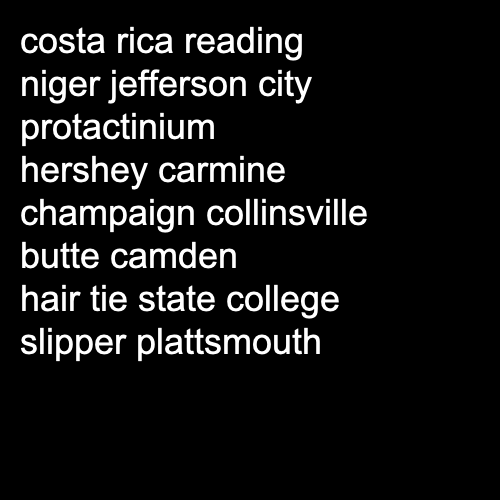 costa rica reading
niger jefferson city
protactinium
hershey carmine
champaign collinsville
butte camden
hair tie state college
slipper plattsmouth